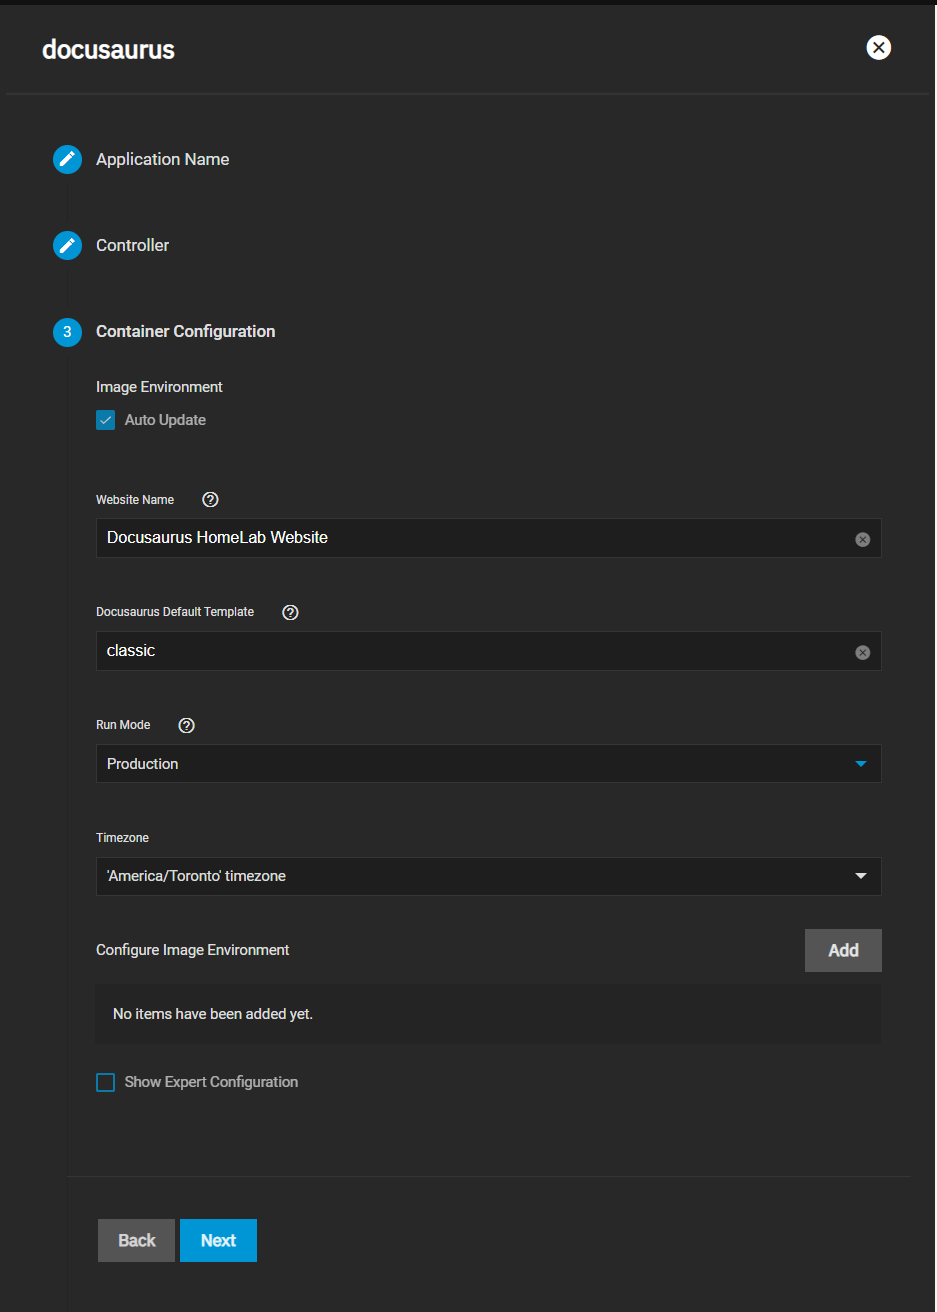 docusaurus
Application Name
Controller
3 Container Configuration
Image Environment
Auto Update
Website Name
Docusaurus HomeLab Website
Docusaurus Default Template
classic
Run Mode
Production
Timezone
'America/Toronto' timezone
Configure Image Environment Add
No items have been added yet.
Show Expert Configuration
Back Next